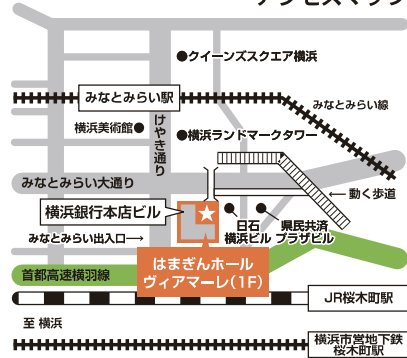 アクセスマップ
クイーンズスクエア横浜
みなとみらい駅
みなとみらい線
横浜美術館
けやき通り
横浜ランドマークタワー
みなとみらい大通り
動く歩道
横浜銀行本店ビル
日石
横浜ビル
県民共済
プラザビル
みなとみらい出入口→
はまぎんホール
ヴィアマーレ(1F)
首都高速横羽線
JR桜木町駅
至 横浜
横浜市営地下鉄
桜木町駅